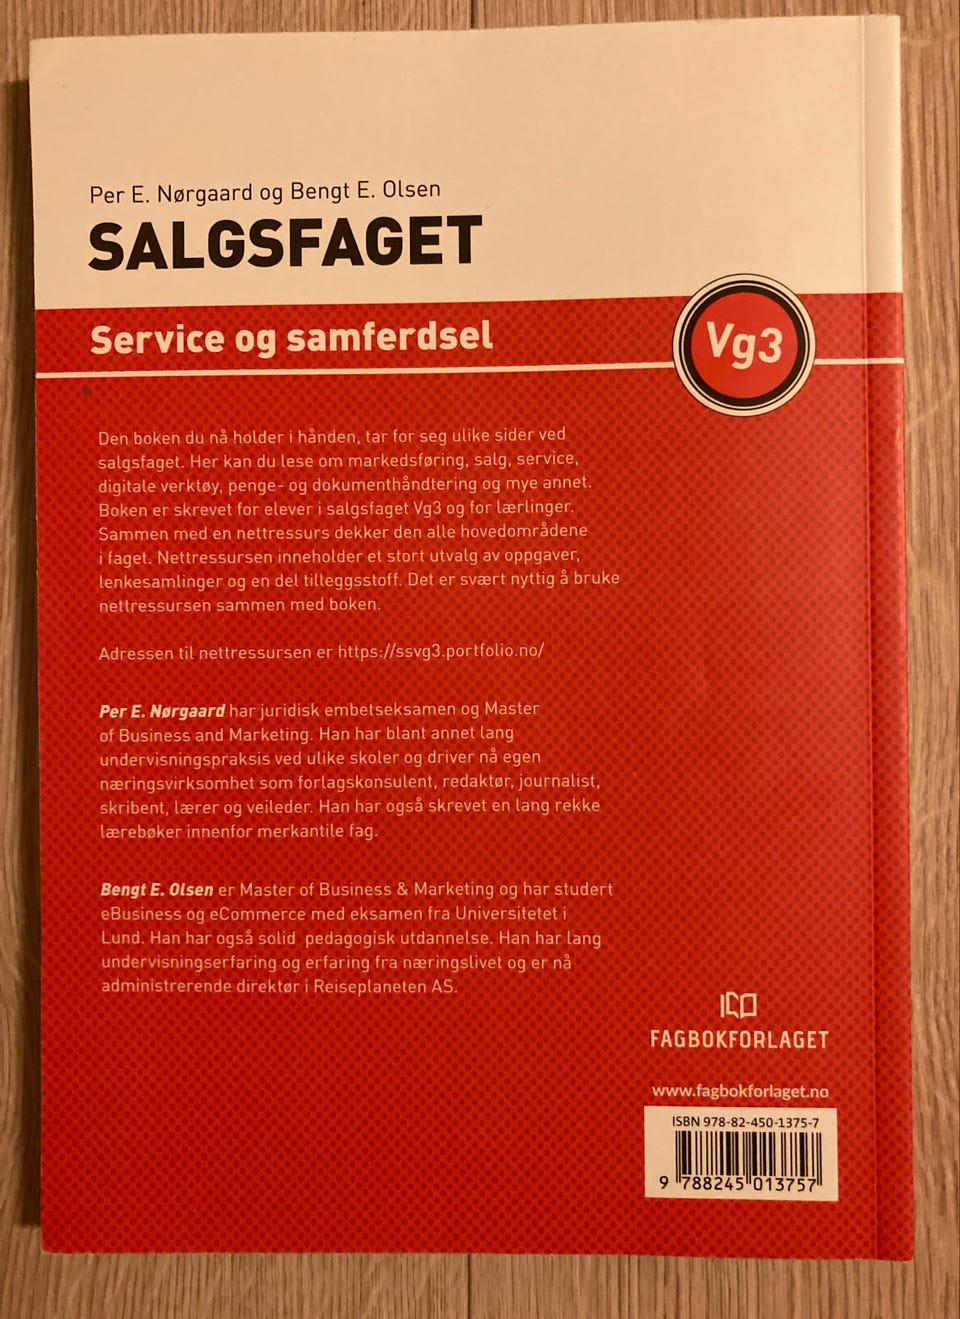 Per E. Nørgaard og Bengt E. Olsen
SALGSFAGET
Service og samferdsel
Vg3
Den boken du nå holder i hånden, tar for seg ulike sider ved
salgsfaget. Her kan du lese om markedsføring, salg, service,
digitale verktøy, penge- og dokumenthåndtering og mye annet.
Boken er skrevet for elever i salgsfaget Vg3 og for lærlinger.
Sammen med en nettressurs dekker den alle hovedområdene
i faget. Nettressursen inneholder et stort utvalg av oppgaver,
lenkesamlinger og en del tilleggsstoff. Det er svært nyttig å bruke
nettressursen sammen med boken.
Adressen til nettressursen er https://ssvg3.portfolio.no/
Per E. Nørgaard har juridisk embetseksamen og Master
of Business and Marketing. Han har blant annet lang
undervisningspraksis ved ulike skoler og driver nå egen
næringsvirksomhet som forlagskonsulent, redaktør, journalist,
skribent, lærer og veileder. Han har også skrevet en lang rekke
lærebøker innenfor merkantile fag.
Bengt E. Olsen er Master of Business & Marketing og har studert
eBusiness og eCommerce med eksamen fra Universitetet i
Lund. Han har også solid pedagogisk utdannelse. Han har lang
undervisningserfaring og erfaring fra næringslivet og er nå
administrerende direktør i Reiseplaneten AS.
FAGBOKFORLAGET
www.fagbokforlaget.no
ISBN 978-82-450-1375-7
9 788245 013757